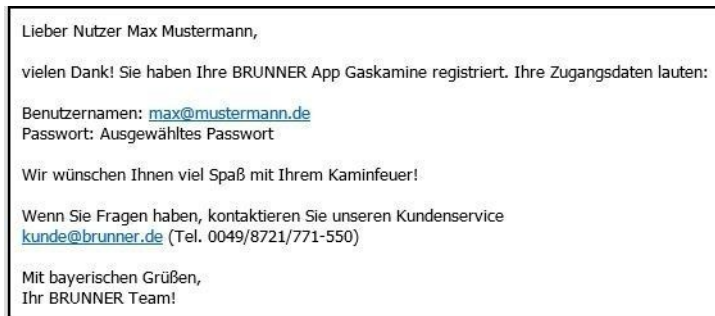 Lieber Nutzer Max Mustermann,
vielen Dank! Sie haben Ihre BRUNNER App Gaskamine registriert. Ihre Zugangsdaten lauten:
Benutzernamen: max@mustermann.de
Passwort: Ausgewähltes Passwort
Wir wünschen Ihnen viel Spaß mit Ihrem Kaminfeuer!
Wenn Sie Fragen haben, kontaktieren Sie unseren Kundenservice
kunde@brunner.de (Tel. 0049/8721/771-550)
Mit bayerischen Grüßen,
Ihr BRUNNER Team!